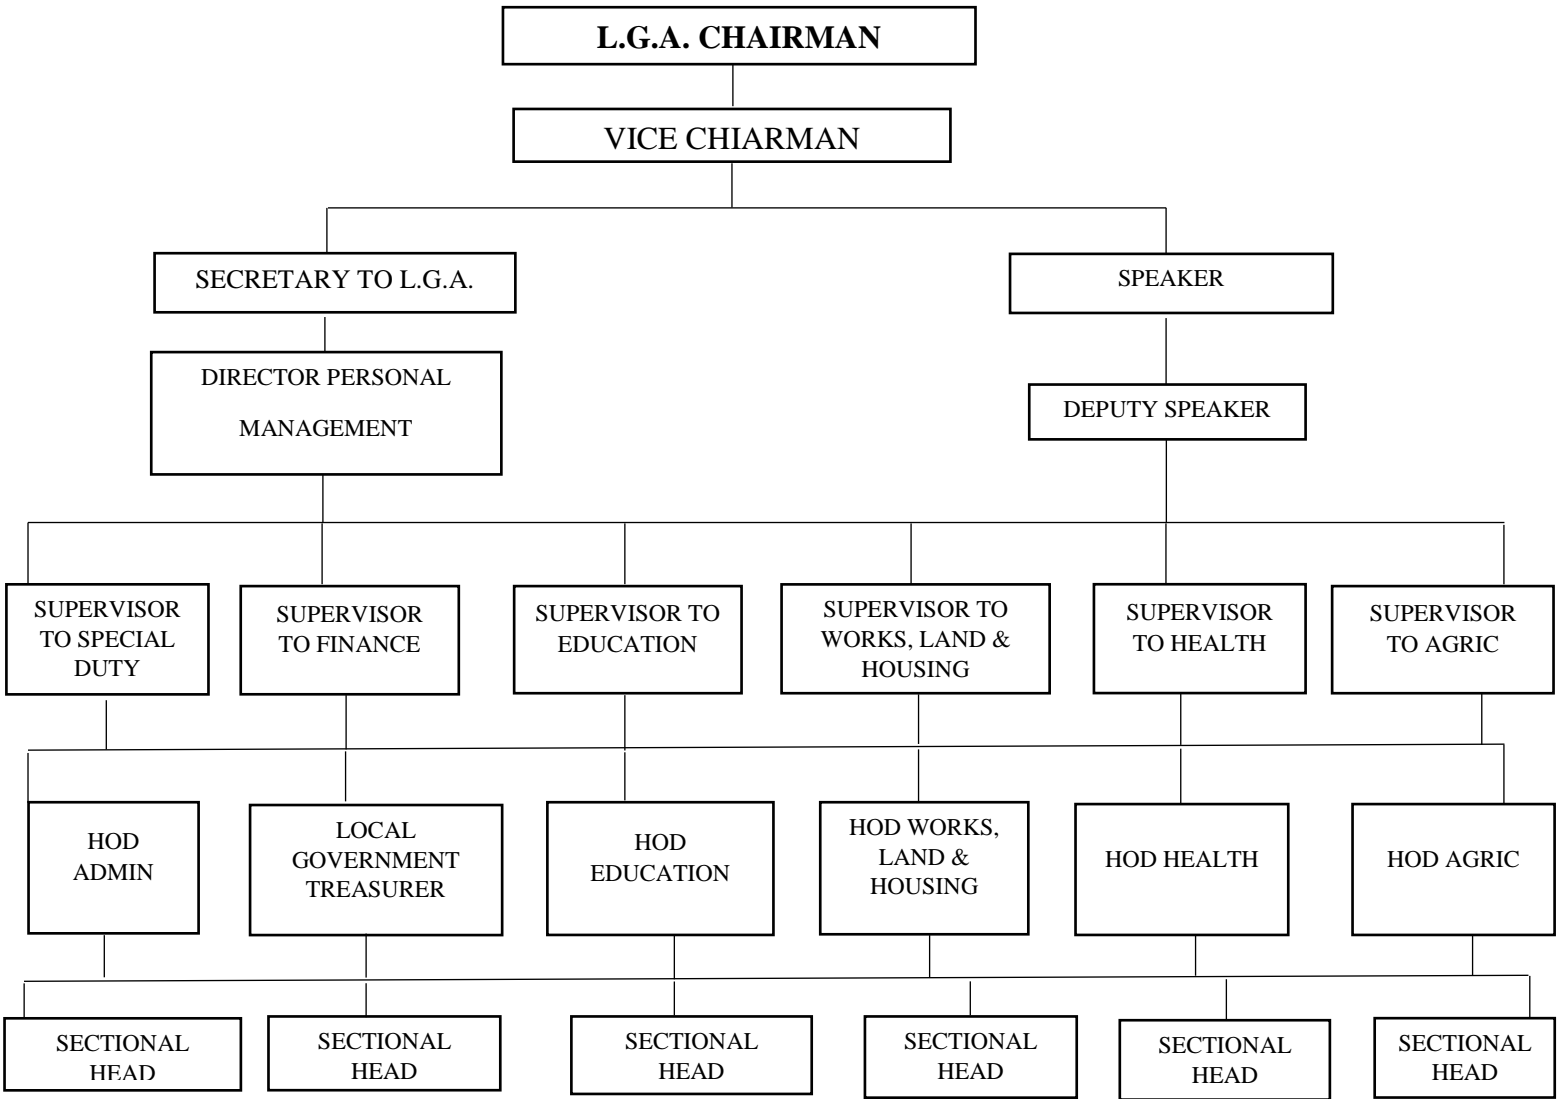 L.G.A. CHAIRMAN
VICE CHIARMAN
SECRETARY TO L.G.A.
SPEAKER
DIRECTOR PERSONAL
MANAGEMENT
DEPUTY SPEAKER
SUPERVISOR
TO SPECIAL
DUTY
SUPERVISOR
TO FINANCE
SUPERVISOR TO
EDUCATION
SUPERVISOR TO
WORKS, LAND &
HOUSING
SUPERVISOR
TO HEALTH
SUPERVISOR
TO AGRIC
HOD
ADMIN
LOCAL
GOVERNMENT
TREASURER
HOD
EDUCATION
HOD WORKS,
LAND &
HOUSING
HOD HEALTH
HOD AGRIC
SECTIONAL
HEAD
SECTIONAL
HEAD
SECTIONAL
HEAD
SECTIONAL
HEAD
SECTIONAL
HEAD
SECTIONAL
HEAD